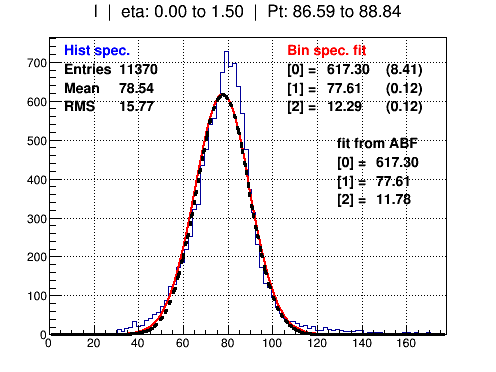 I | eta: 0.00 to 1.50 | Pt: 86.59 to 88.84
Hist spec.
Entries 11370
Mean 78.54
RMS 15.77
Bin spec. fit
[0] = 617.30 (8.41)
[1] = 77.61 (0.12)
[2] = 12.29 (0.12)
fit from ABF
[0] = 617.30
[1] = 77.61
[2] = 11.78
700
600
500
400
300
200
100
0
0 20 40 60 80 100 120 140 160